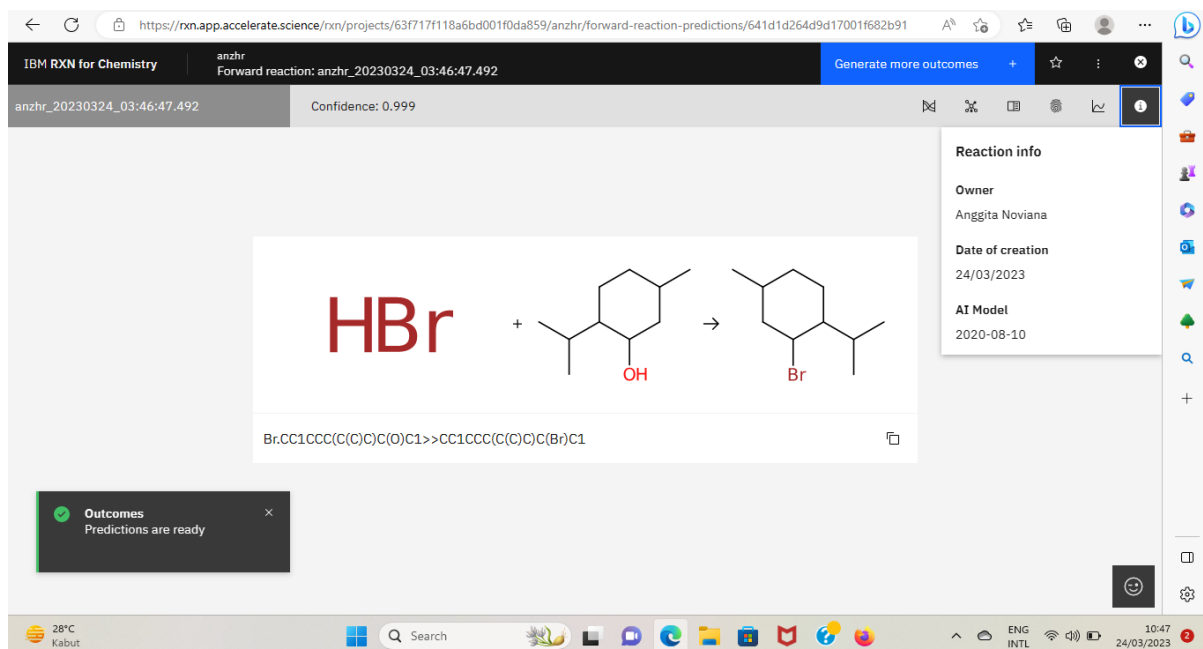 https://rxn.app.accelerate.science/rxn/projects/63f717f118a6bd001f0da859/anzhr/forward-reaction-predictions/641d1d264d9d17001f682b91
IBM RXN for Chemistry
anzhr
Forward reaction: anzhr_20230324_03:46:47.492
Generate more outcomes +
anzhr_20230324_03:46:47.492
Confidence: 0.999
Reaction info
Owner
Anggita Noviana
Date of creation
24/03/2023
AI Model
2020-08-10
HBr + OH → Br
Br.CC1CCC(C(C)C)C(O)C1>>CC1CCC(C(C)C)C(Br)C1
Outcomes
Predictions are ready
28°C
Kabut
Search
ENG
INTL
10:47
24/03/2023
2